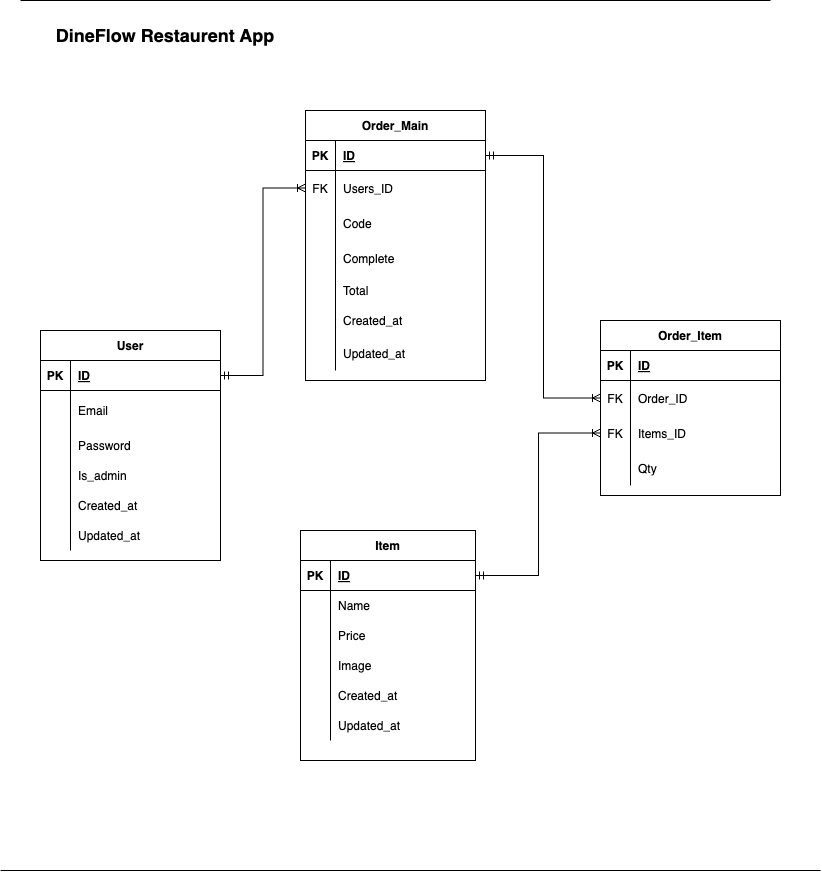 DineFlow Restaurent App
Order_Main
PK ID
FK Users_ID
Code
Complete
Total
Created_at
Updated_at
User
PK ID
Email
Password
Is_admin
Created_at
Updated_at
Order_Item
PK ID
FK Order_ID
FK Items_ID
Qty
Item
PK ID
Name
Price
Image
Created_at
Updated_at